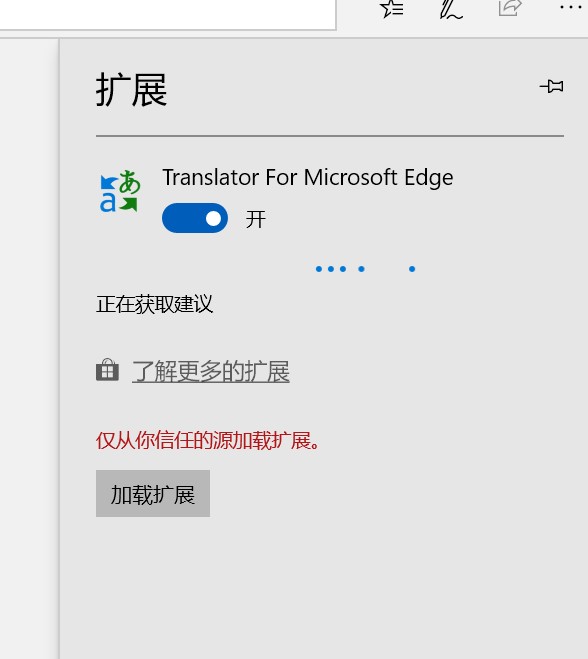 扩展
Translator For Microsoft Edge
开
正在获取建议
了解更多的扩展
仅从你信任的源加载扩展。
加载扩展